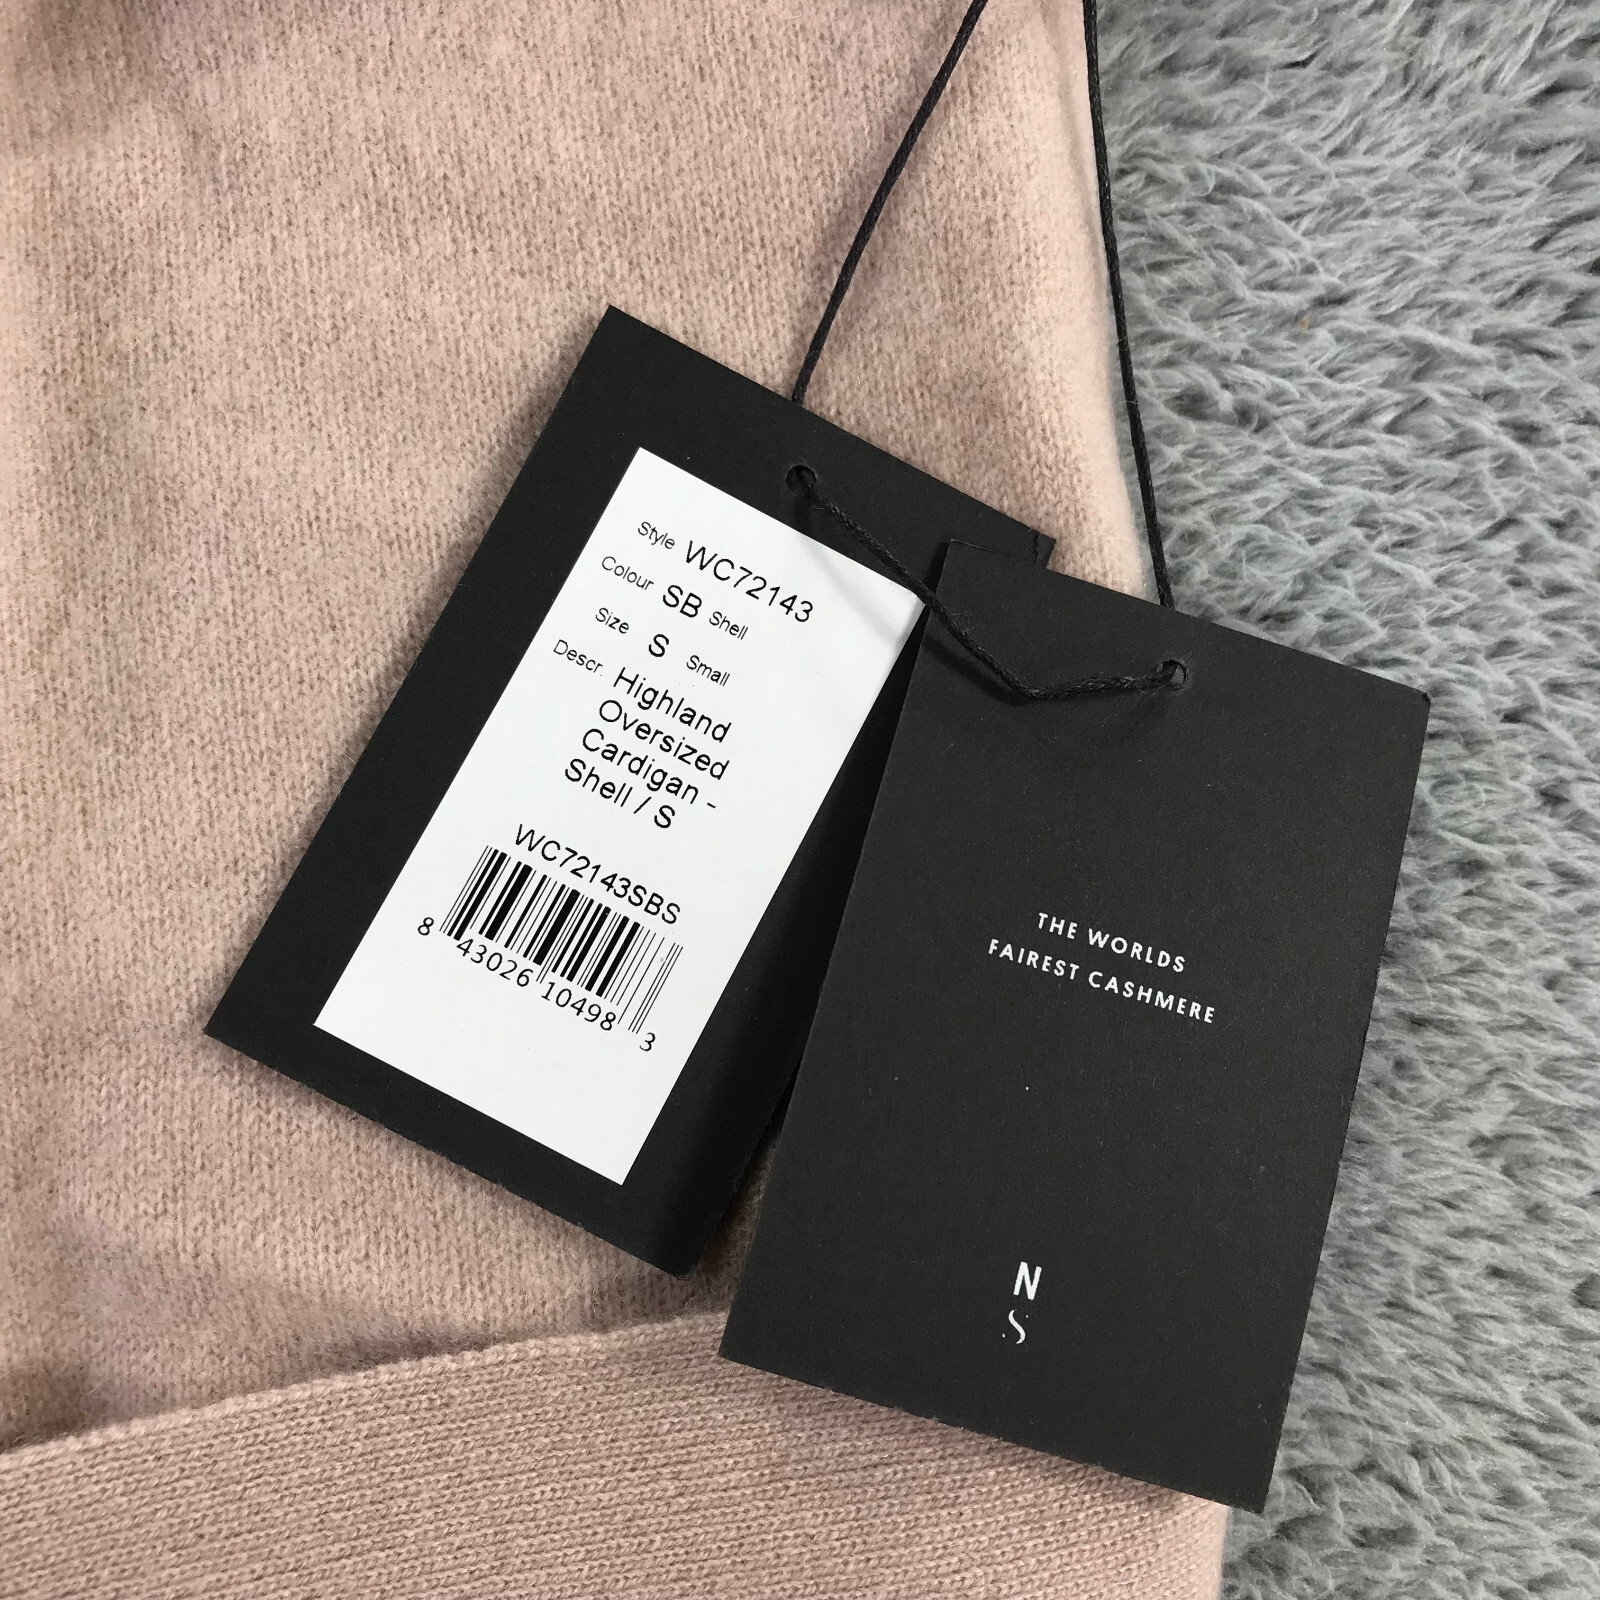 Style WC72143
Colour SB Shell
Size S Small
Descr. Highland
Oversized
Cardigan -
Shell / S
WC72143SBS
8 43026 10498 3
THE WORLDS
FAIREST CASHMERE
N
S